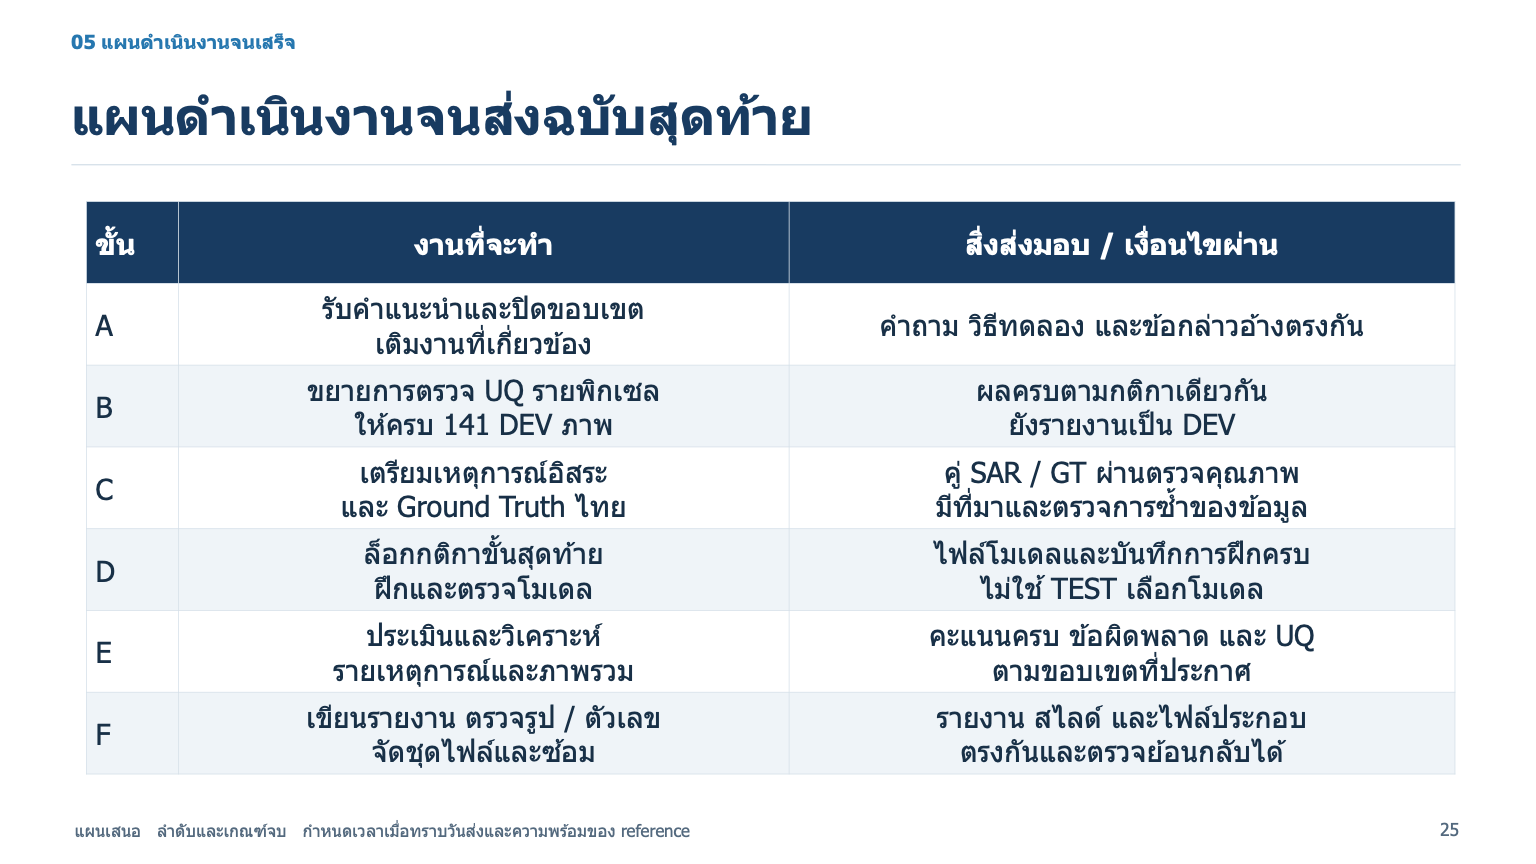 05 แผนดำเนินงานจนเสร็จ
แผนดำเนินงานจนส่งฉบับสุดท้าย
ขั้น งานที่จะทำ สิ่งส่งมอบ / เงื่อนไขผ่าน
A รับคำแนะนำและปิดขอบเขต
เติมงานที่เกี่ยวข้อง
คำถาม วิธีทดลอง และข้อกล่าวอ้างตรงกัน
B ขยายการตรวจ UQ รายพิกเซล
ให้ครบ 141 DEV ภาพ
ผลครบตามกติกาเดียวกัน
ยังรายงานเป็น DEV
C เตรียมเหตุการณ์อิสระ
และ Ground Truth ไทย
คู่ SAR / GT ผ่านตรวจคุณภาพ
มีที่มาและตรวจการซ้ำของข้อมูล
D ล็อกกติกาขั้นสุดท้าย
ฝึกและตรวจโมเดล
ไฟล์โมเดลและบันทึกการฝึกครบ
ไม่ใช้ TEST เลือกโมเดล
E ประเมินและวิเคราะห์
รายเหตุการณ์และภาพรวม
คะแนนครบ ข้อผิดพลาด และ UQ
ตามขอบเขตที่ประกาศ
F เขียนรายงาน ตรวจรูป / ตัวเลข
จัดชุดไฟล์และซ้อม
รายงาน สไลด์ และไฟล์ประกอบ
ตรงกันและตรวจย้อนกลับได้
แผนเสนอ ลำดับและเกณฑ์จบ กำหนดเวลาเมื่อทราบวันส่งและความพร้อมของ reference
25